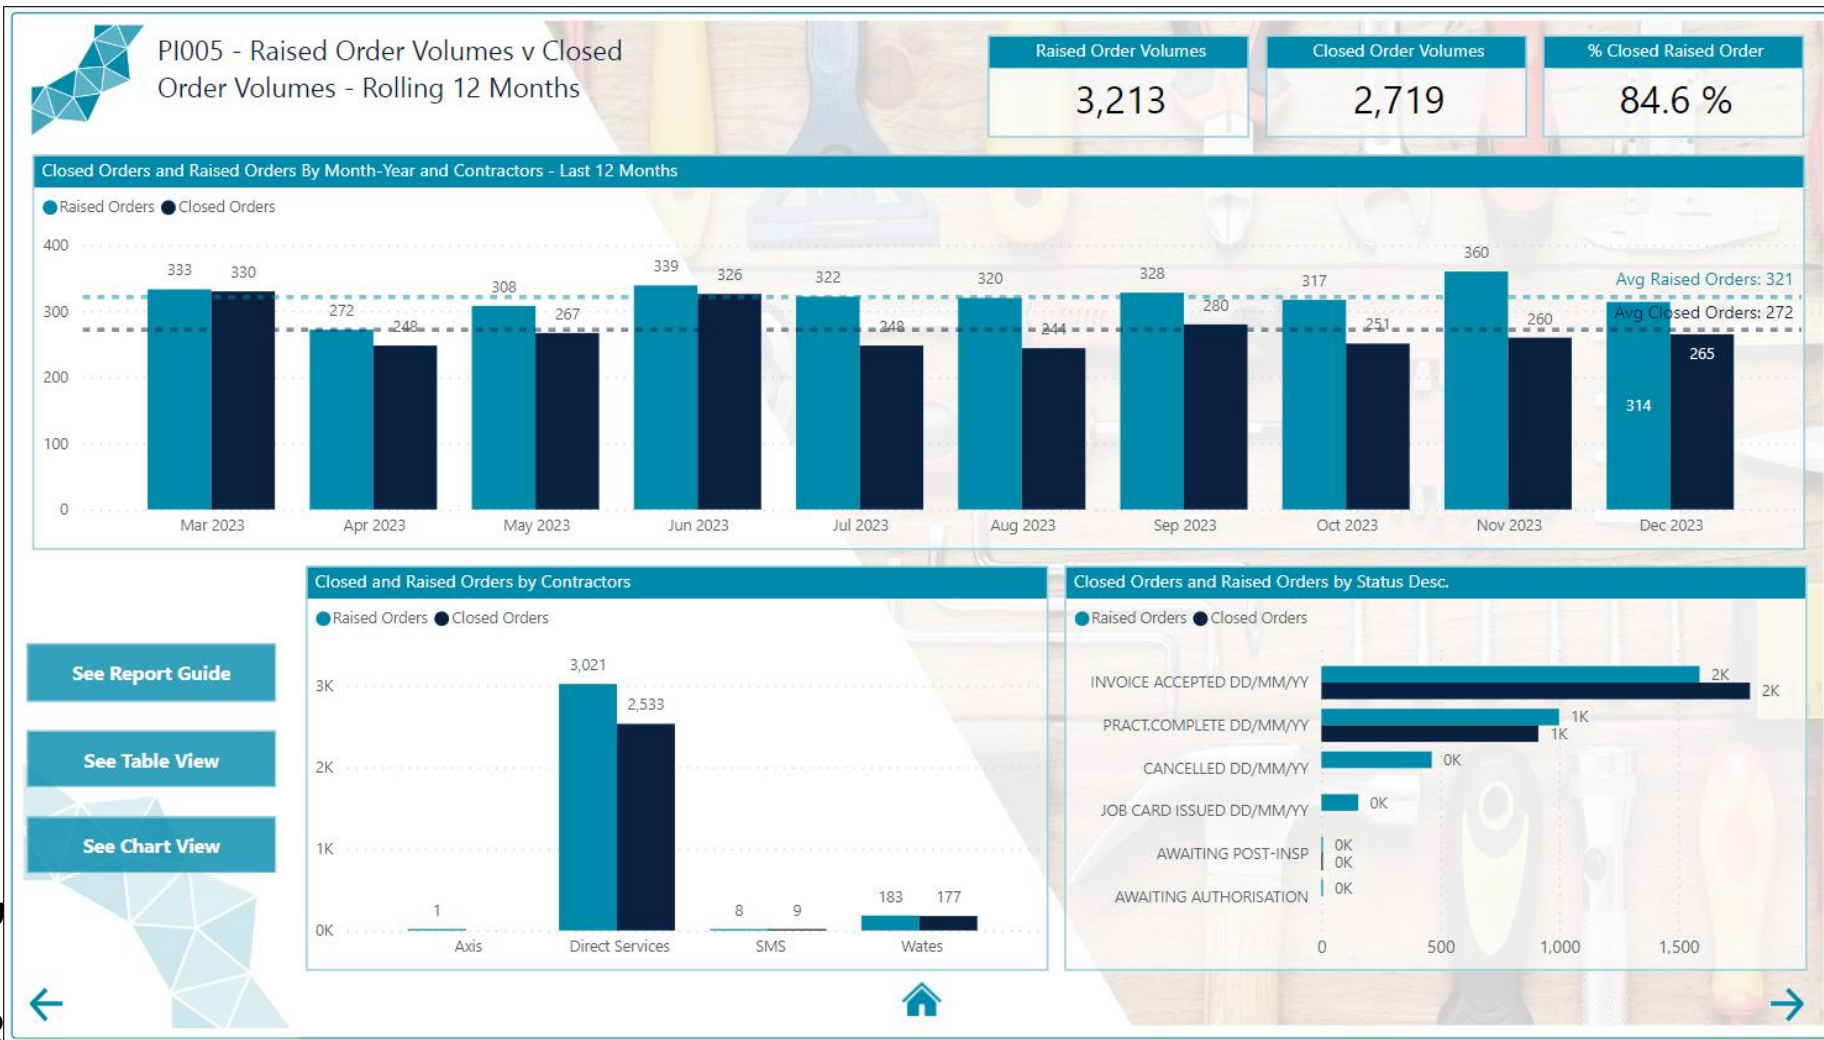 PI005 - Raised Order Volumes v Closed
Order Volumes - Rolling 12 Months
Raised Order Volumes
3,213
Closed Order Volumes
2,719
% Closed Raised Order
84.6 %
Closed Orders and Raised Orders By Month-Year and Contractors - Last 12 Months
Raised Orders Closed Orders
400
300
200
100
0
333 330
272 248
308 267
339 326
322 248
320 244
328 280
317 251
360 260
314 265
Avg Raised Orders: 321
Avg Closed Orders: 272
Mar 2023 Apr 2023 May 2023 Jun 2023 Jul 2023 Aug 2023 Sep 2023 Oct 2023 Nov 2023 Dec 2023
See Report Guide
See Table View
See Chart View
Closed and Raised Orders by Contractors
Raised Orders Closed Orders
3K
2K
1K
0K
1
3,021 2,533
8 9
183 177
Axis Direct Services SMS Wates
Closed Orders and Raised Orders by Status Desc.
Raised Orders Closed Orders
INVOICE ACCEPTED DD/MM/YY 2K 2K
PRACT.COMPLETE DD/MM/YY 1K 1K
CANCELLED DD/MM/YY 0K
JOB CARD ISSUED DD/MM/YY 0K
AWAITING POST-INSP 0K 0K
AWAITING AUTHORISATION 0K
0 500 1,000 1,500